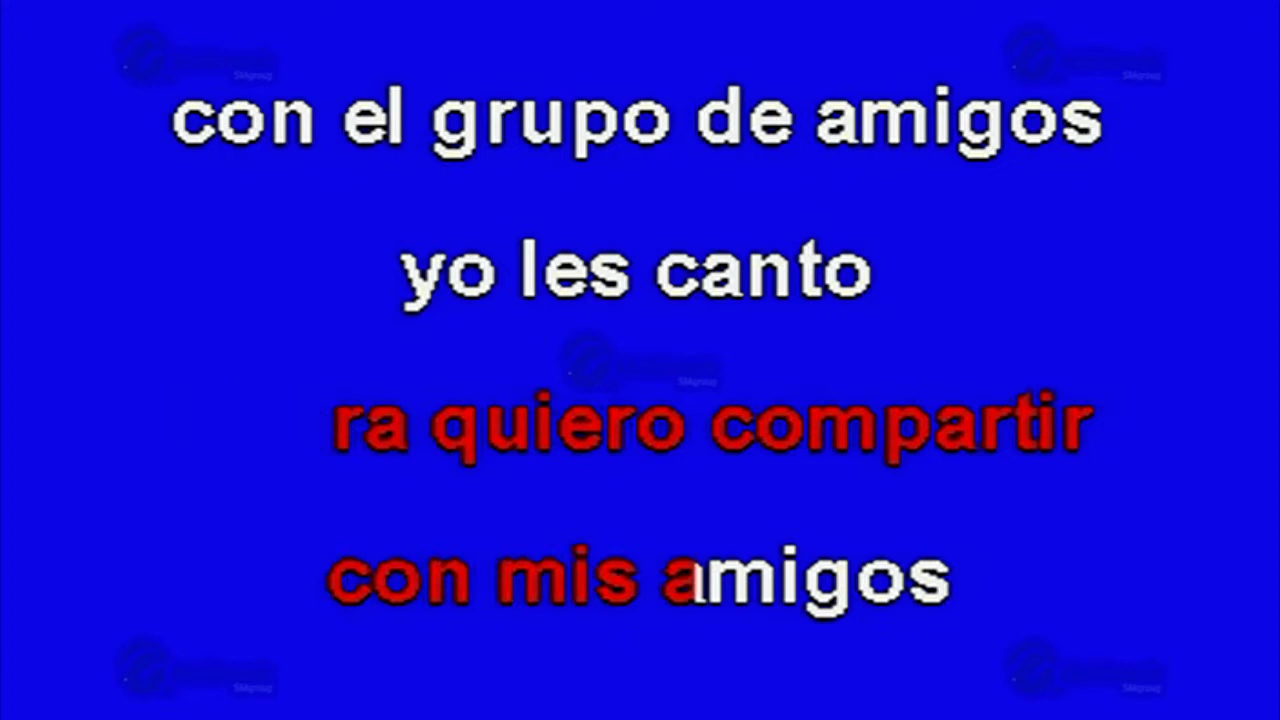 con el grupo de amigos
yo les canto
ra quiero compartir
con mis amigos